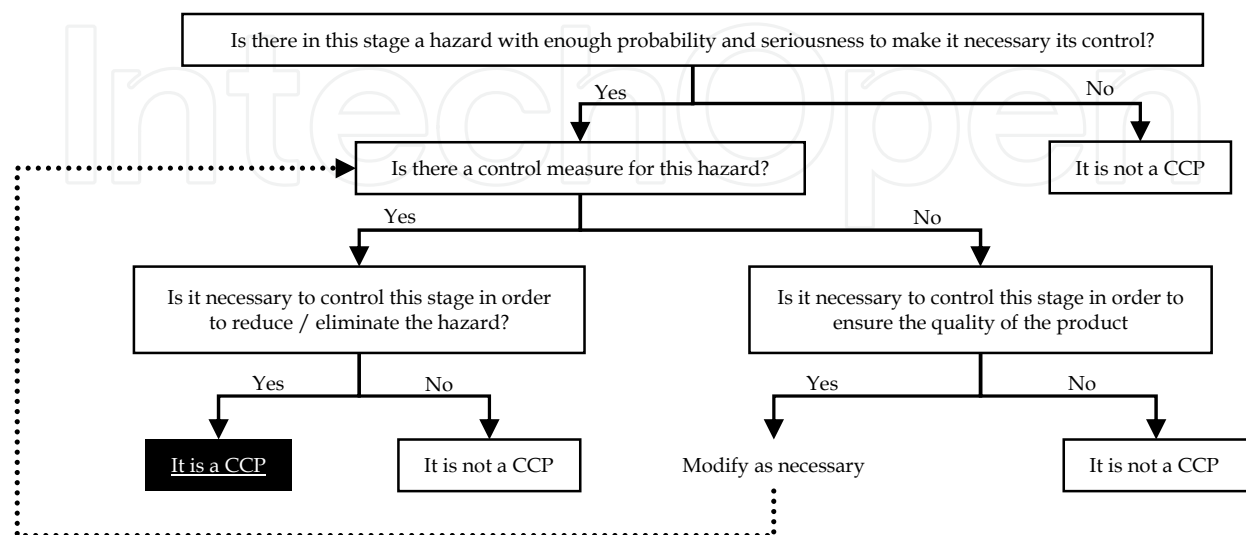 IntechOpen
Is there in this stage a hazard with enough probability and seriousness to make it necessary its control?
Yes
No
Is there a control measure for this hazard?
It is not a CCP
Yes
No
Is it necessary to control this stage in order
to reduce / eliminate the hazard?
Is it necessary to control this stage in order to
ensure the quality of the product
Yes
No
Yes
No
It is a CCP
It is not a CCP
Modify as necessary
It is not a CCP